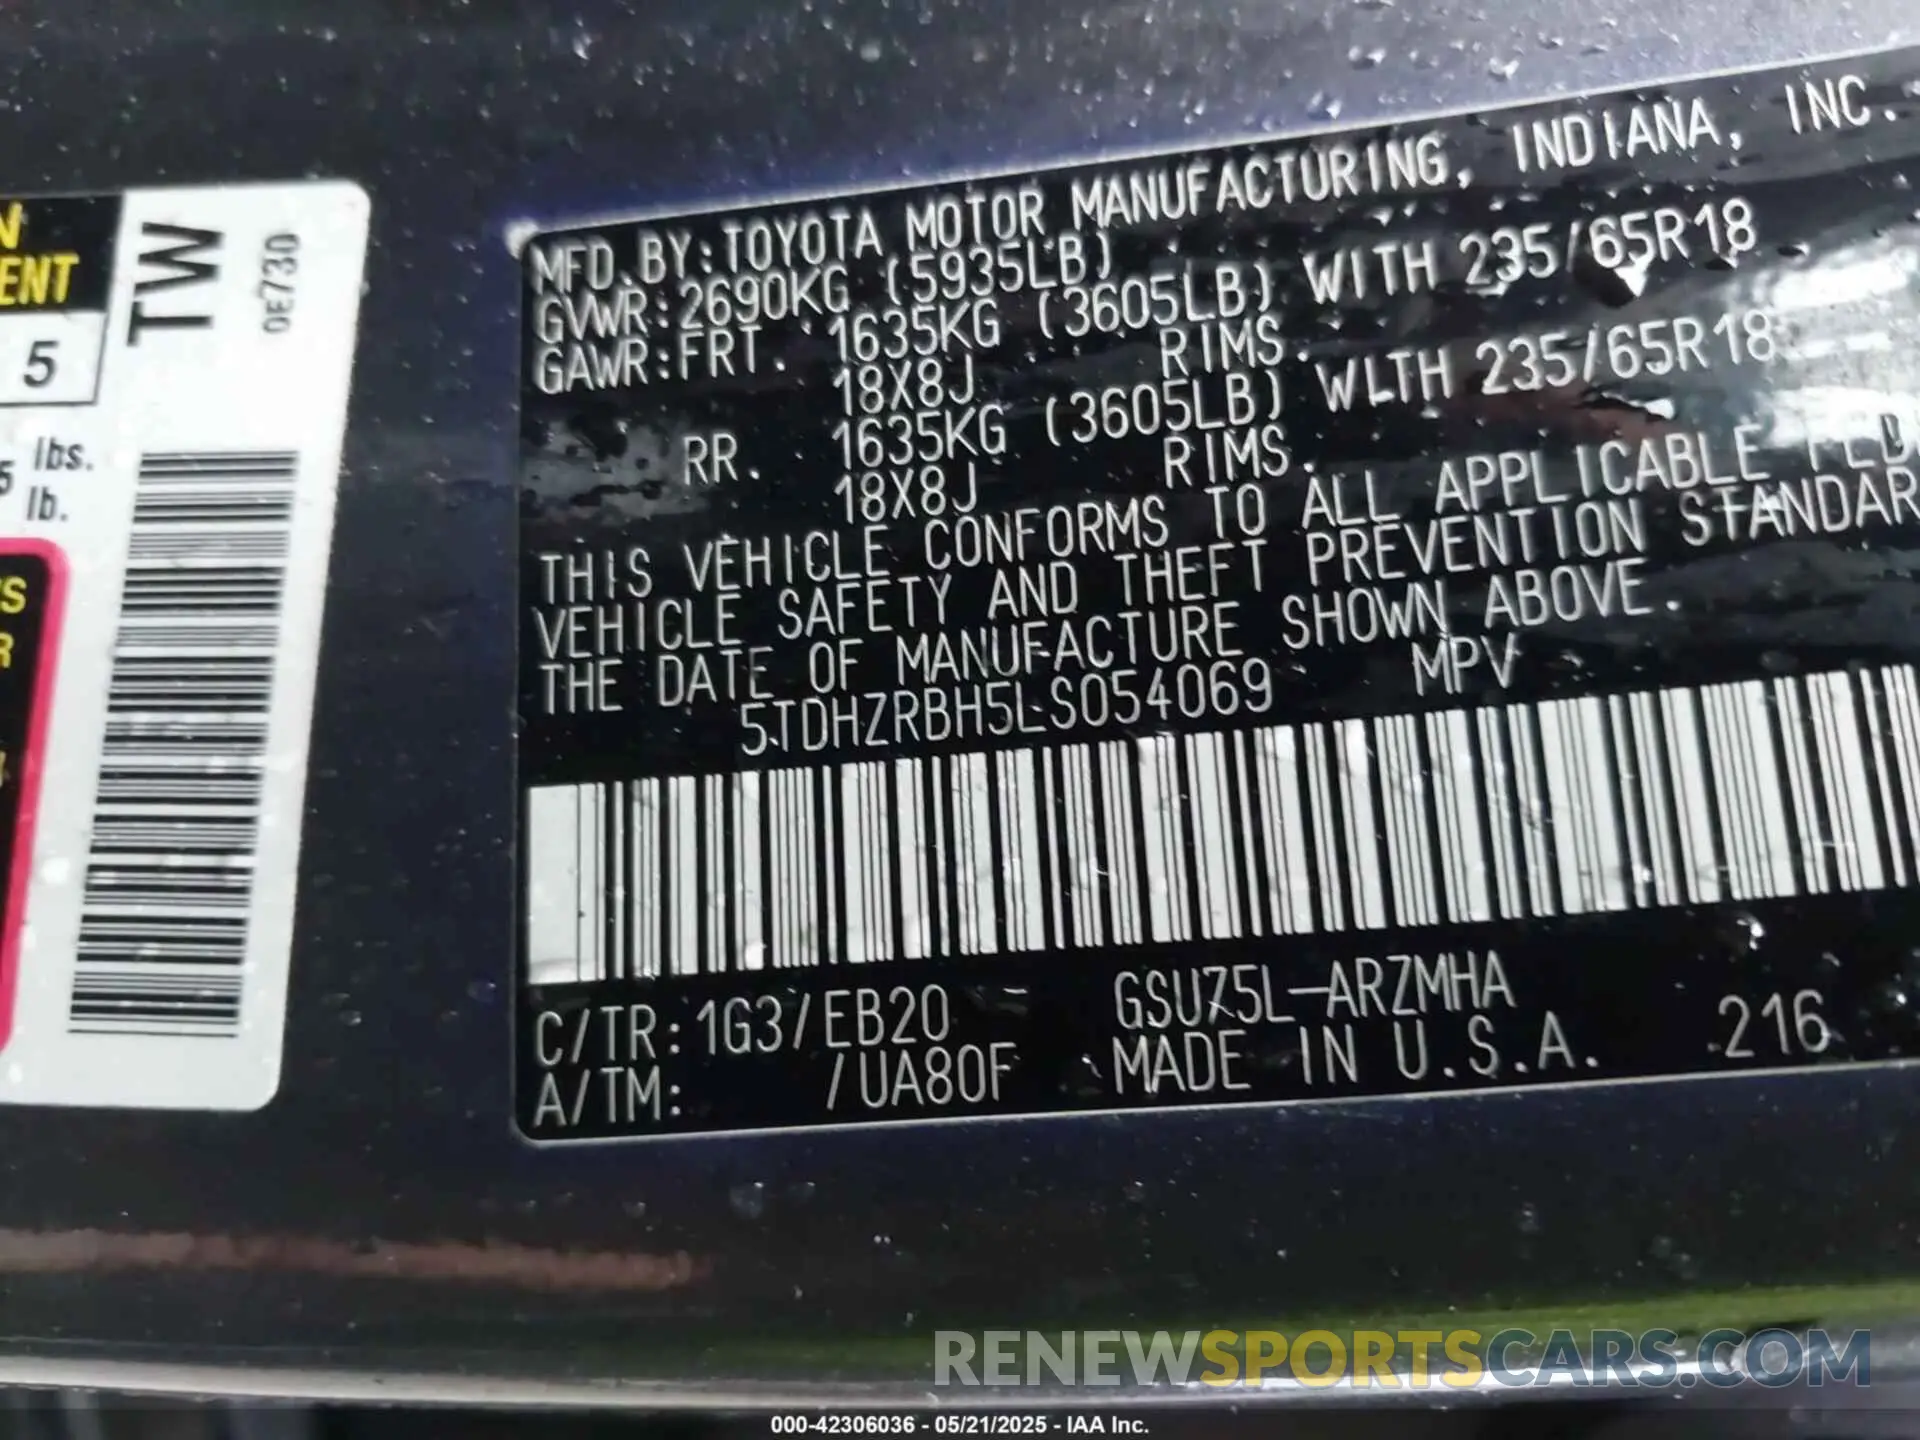 N
ENT
5
lbs.
lb.
TW
0E730
MFD. BY: TOYOTA MOTOR MANUFACTURING, INDIANA, INC.
GVWR: 2690KG (5935LB)
GAWR: FRT. 1635KG (3605LB) WITH 235/65R18
18X8J RIMS.
RR. 1635KG (3605LB) WITH 235/65R18
18X8J RIMS.
THIS VEHICLE CONFORMS TO ALL APPLICABLE FED
VEHICLE SAFETY AND THEFT PREVENTION STANDAR
THE DATE OF MANUFACTURE SHOWN ABOVE.
5TDHZRBH5LS054069 MPV
C/TR: 1G3/EB20 GSU75L-ARZMHA
A/TM: /UA80F MADE IN U.S.A. 216
RENEWSPORTSCARS.COM
000-42306036 - 05/21/2025 - IAA Inc.